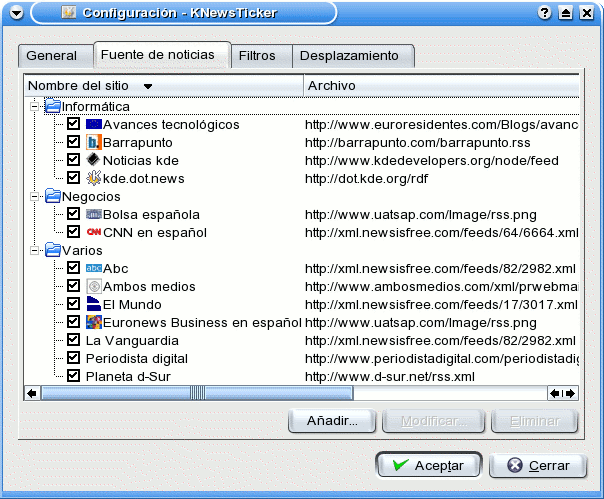 Configuración - KNewsTicker
General Fuente de noticias Filtros Desplazamiento
Nombre del sitio Archivo
Informática
Avances tecnológicos http://www.euroresidentes.com/Blogs/avanc
b. Barrapunto http://barrapunto.com/barrapunto.rss
Noticias kde http://www.kdedevelopers.org/node/feed
kde.dot.news http://dot.kde.org/rdf
Negocios
Bolsa española http://www.uatsap.com/Image/rss.png
CNN CNN en español http://xml.newsisfree.com/feeds/64/6664.xml
Varios
abc Abc http://xml.newsisfree.com/feeds/82/2982.xml
Ambos medios http://www.ambosmedios.com/xml/prwebma
El Mundo http://xml.newsisfree.com/feeds/17/3017.xml
Euronews Business en español http://www.uatsap.com/Image/rss.png
La Vanguardia http://xml.newsisfree.com/feeds/82/2982.xml
Periodista digital http://www.periodistadigital.com/periodistadig
Planeta d-Sur http://www.d-sur.net/rss.xml
Añadir... Modificar... Eliminar
Aceptar Cerrar